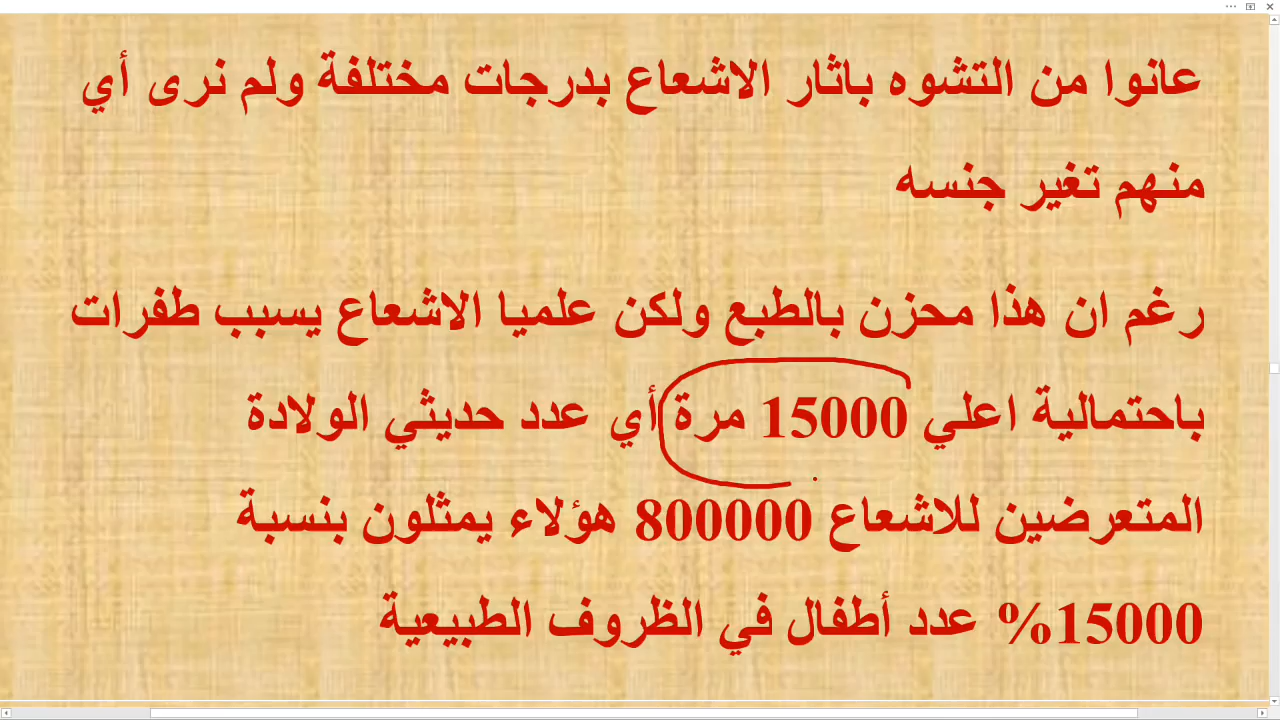 عانوا من التشوه باثار الاشعاع بدرجات مختلفة ولم نرى أي
منهم تغير جنسه
رغم ان هذا محزن بالطبع ولكن علميا الاشعاع يسبب طفرات
باحتمالية اعلي 15000 مرة أي عدد حديثي الولادة
المتعرضين للاشعاع 800000 هؤلاء يمثلون بنسبة
15000% عدد أطفال في الظروف الطبيعية